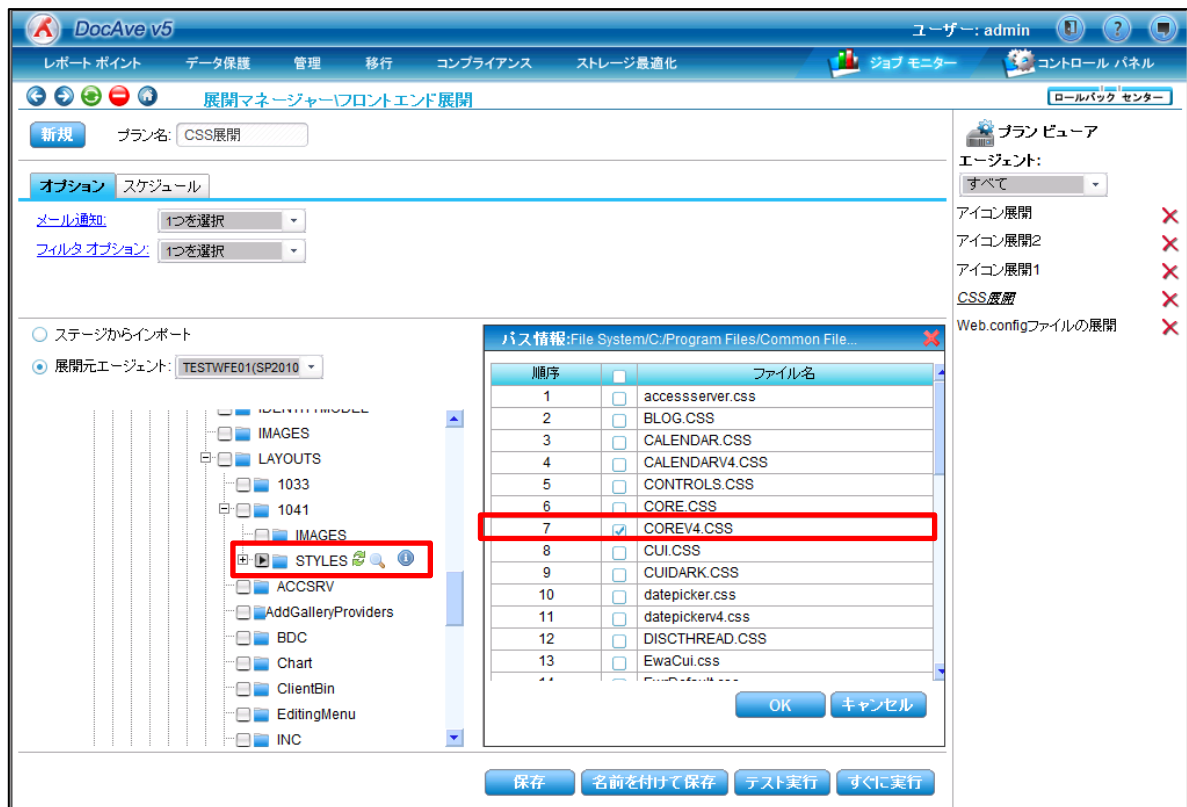 DocAve v5
ユーザー: admin
レポート ポイント データ保護 管理 移行 コンプライアンス ストレージ最適化 ジョブ モニター コントロール パネル
展開マネージャー\フロントエンド展開
ロールバック センター
新規 プラン名: CSS展開
オプション スケジュール
メール通知: 1つを選択
フィルタ オプション: 1つを選択
ステージからインポート
展開元エージェント: TESTWFE01(SP2010
IDENTITYMODEL
IMAGES
LAYOUTS
1033
1041
IMAGES
STYLES
ACCSRV
AddGalleryProviders
BDC
Chart
ClientBin
EditingMenu
INC
パス情報:File System/C:/Program Files/Common File...
順序 ファイル名
1 accessserver.css
2 BLOG.CSS
3 CALENDAR.CSS
4 CALENDARV4.CSS
5 CONTROLS.CSS
6 CORE.CSS
7 COREV4.CSS
8 CUI.CSS
9 CUIDARK.CSS
10 datepicker.css
11 datepickerv4.css
12 DISCTHREAD.CSS
13 EwaCui.css
14 EwrDefault.css
OK キャンセル
保存 名前を付けて保存 テスト実行 すぐに実行
プラン ビューア
エージェント:
すべて
アイコン展開
アイコン展開2
アイコン展開1
CSS展開
Web.configファイルの展開